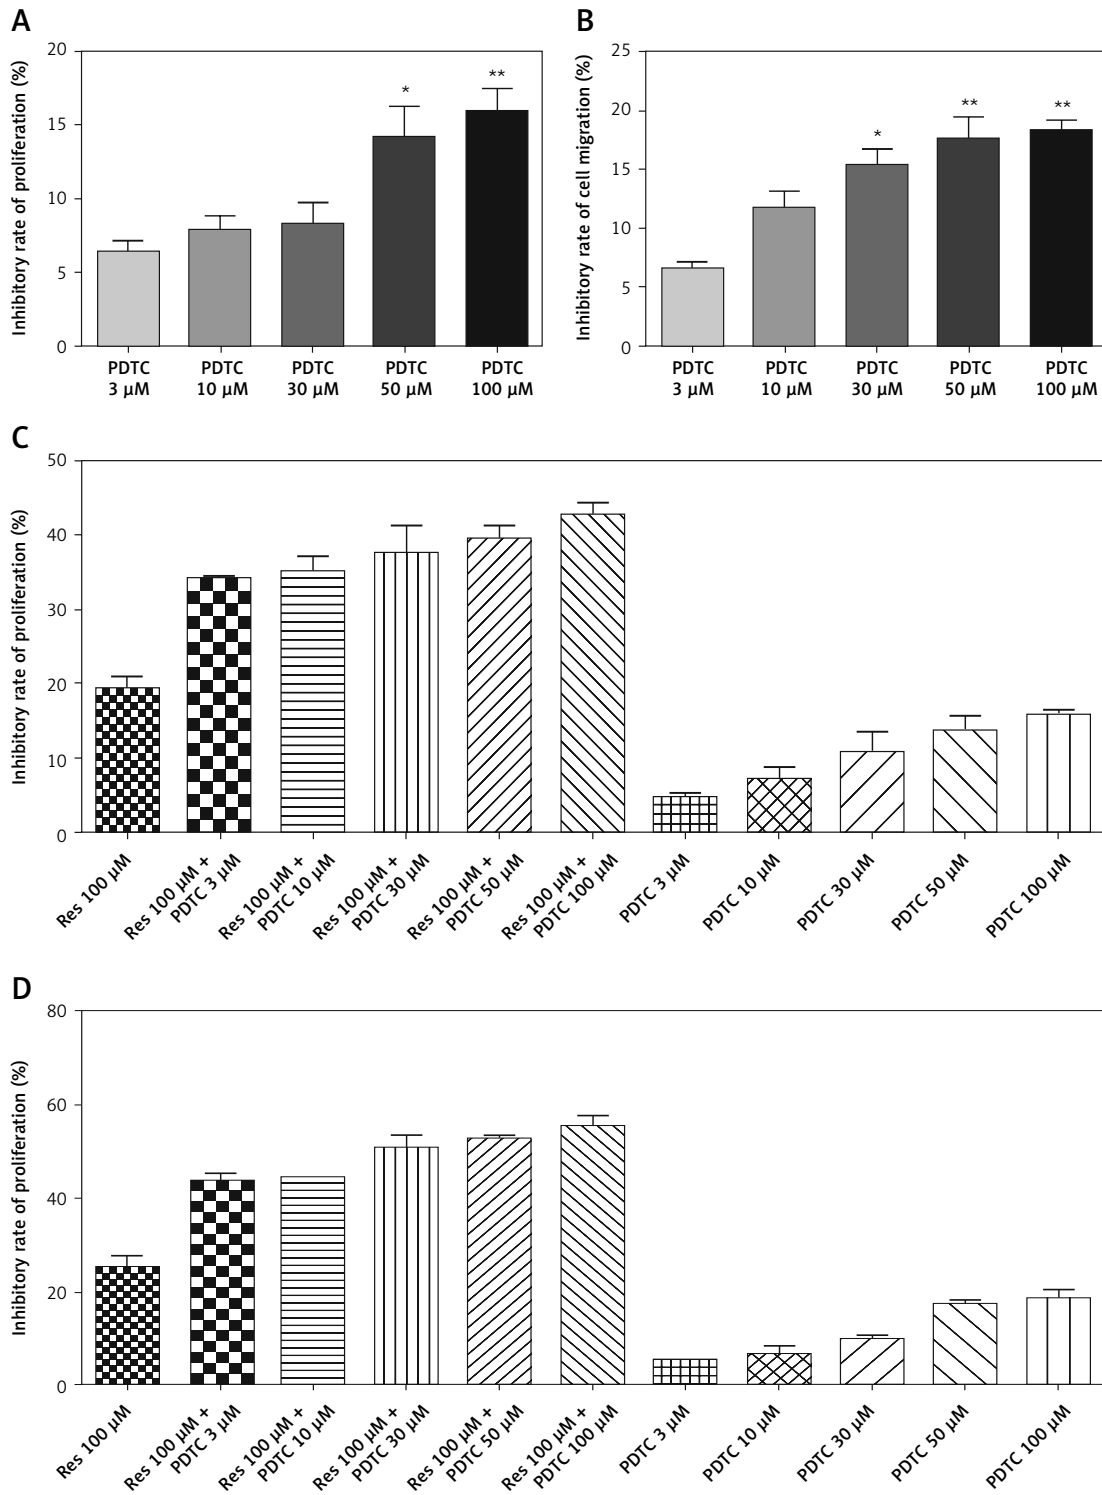 A
Inhibitory rate of proliferation (%)
20
15
10
5
0
*
**
PDTC
3 µM
PDTC
10 µM
PDTC
30 µM
PDTC
50 µM
PDTC
100 µM
B
Inhibitory rate of cell migration (%)
25
20
15
10
5
0
*
**
**
PDTC
3 µM
PDTC
10 µM
PDTC
30 µM
PDTC
50 µM
PDTC
100 µM
C
Inhibitory rate of proliferation (%)
50
40
30
20
10
0
Res 100 µM
Res 100 µM +
PDTC 3 µM
Res 100 µM +
PDTC 10 µM
Res 100 µM +
PDTC 30 µM
Res 100 µM +
PDTC 50 µM
Res 100 µM +
PDTC 100 µM
PDTC 3 µM
PDTC 10 µM
PDTC 30 µM
PDTC 50 µM
PDTC 100 µM
D
Inhibitory rate of proliferation (%)
80
60
40
20
0
Res 100 µM
Res 100 µM +
PDTC 3 µM
Res 100 µM +
PDTC 10 µM
Res 100 µM +
PDTC 30 µM
Res 100 µM +
PDTC 50 µM
Res 100 µM +
PDTC 100 µM
PDTC 3 µM
PDTC 10 µM
PDTC 30 µM
PDTC 50 µM
PDTC 100 µM